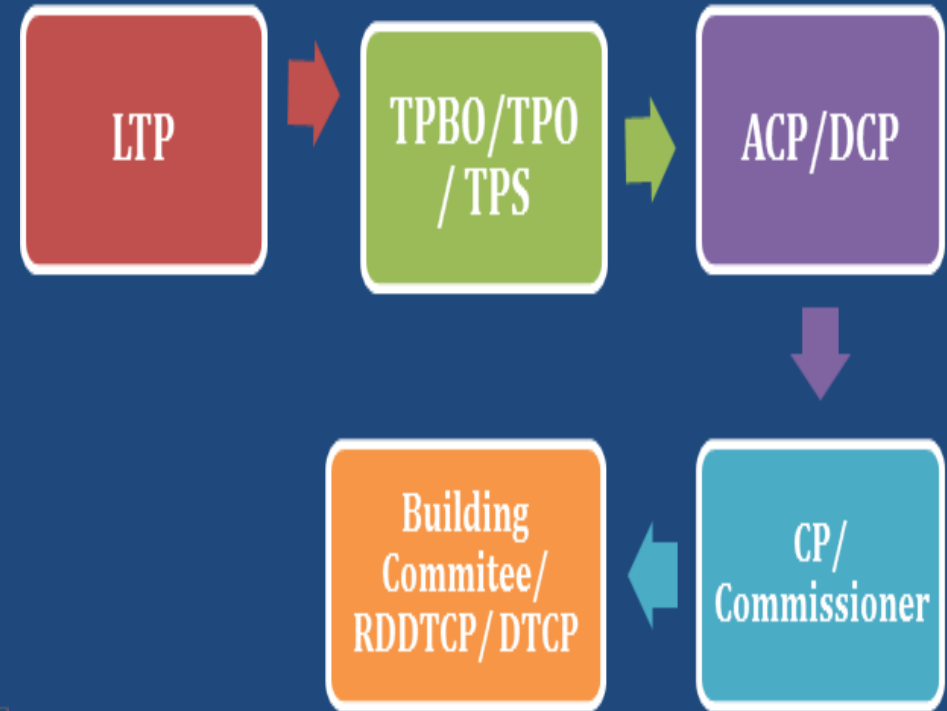 LTP
TPBO/TPO
/ TPS
ACP/DCP
Building
Commitee/
RDDTCP/ DTCP
CP/
Commissioner